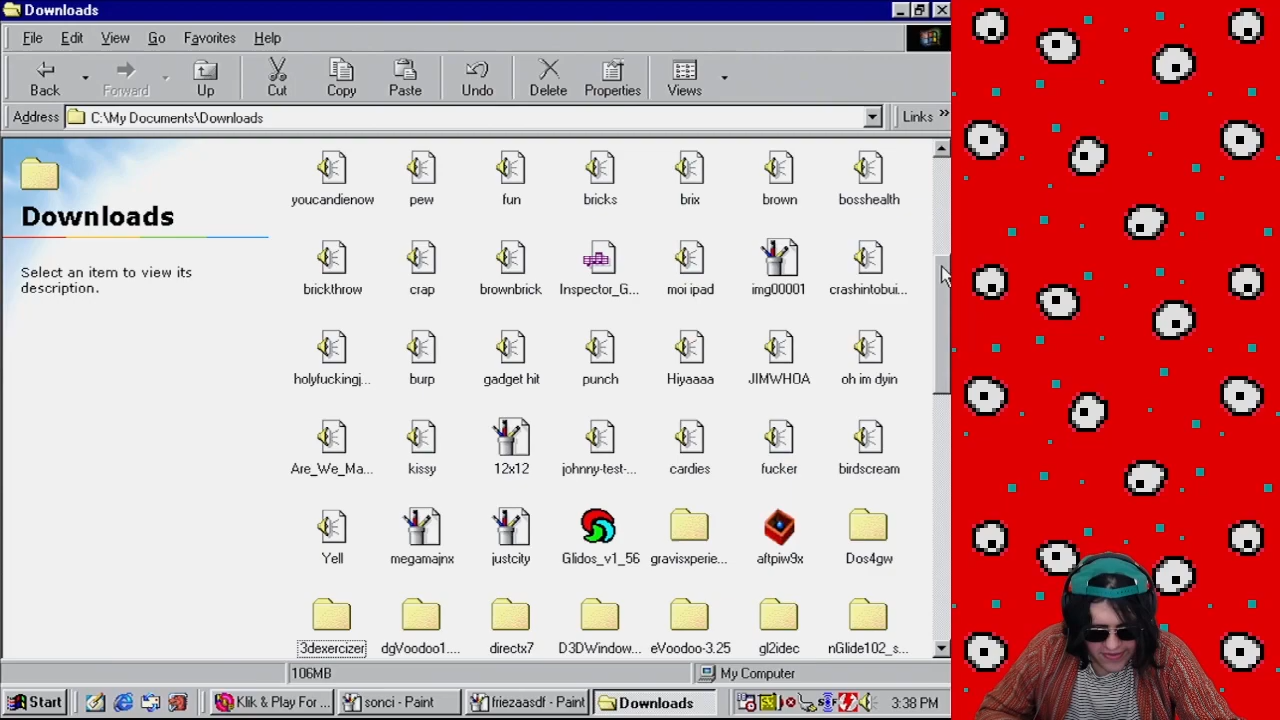 Downloads
File Edit View Go Favorites Help
Back Forward Up Cut Copy Paste Undo Delete Properties Views
Address C:\My Documents\Downloads Links »
youcandienow pew fun bricks brix brown bosshealth
Downloads
Select an item to view its
description.
brickthrow crap brownbrick Inspector_G... moi ipad img00001 crashintobui...
holyfuckingj... burp gadget hit punch Hiyaaaa JIMWHOA oh im dyin
Are_We_Ma... kissy 12x12 johnny-test-... cardies fucker birdscream
Yell megamajnx justcity Glidos_v1_56 gravisxperie... aftpiw9x Dos4gw
3dexercizer dgVoodoo1.... directx7 D3DWindow... eVoodoo-3.25 gl2idec nGlide102_s...
106MB My Computer
Start Klik & Play For ... sonci - Paint friezaasdf - Paint Downloads 3:38 PM